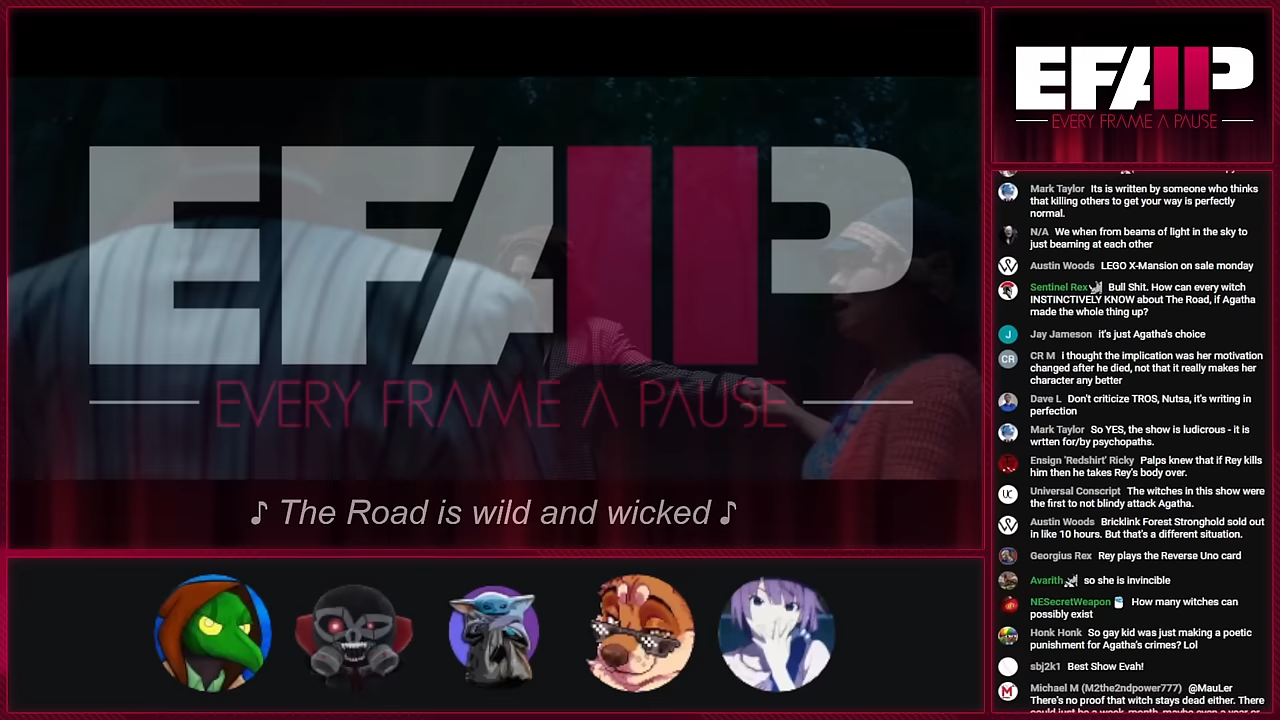 EFAP
EVERY FRAME A PAUSE
♪ The Road is wild and wicked ♪
EFAP
EVERY FRAME A PAUSE
Mark Taylor Its is written by someone who thinks
that killing others to get your way is perfectly
normal.
N/A We when from beams of light in the sky to
just beaming at each other
Austin Woods LEGO X-Mansion on sale monday
Sentinel Rex Bull Shit. How can every witch
INSTINCTIVELY KNOW about The Road, if Agatha
made the whole thing up?
J
Jay Jameson it's just Agatha's choice
CR
CR M i thought the implication was her motivation
changed after he died, not that it really makes her
character any better
Dave L Don't criticize TROS, Nutsa, it's writing in
perfection
Mark Taylor So YES, the show is ludicrous - it is
wrtten for/by psychopaths.
Ensign 'Redshirt' Ricky Palps knew that if Rey kills
him then he takes Rey's body over.
UC
Universal Conscript The witches in this show were
the first to not blindy attack Agatha.
Austin Woods Bricklink Forest Stronghold sold out
in like 10 hours. But that's a different situation.
Georgius Rex Rey plays the Reverse Uno card
Avarith so she is invincible
NESecretWeapon How many witches can
possibly exist
Honk Honk So gay kid was just making a poetic
punishment for Agatha's crimes? Lol
sbj2k1 Best Show Evah!
M
Michael M (M2the2ndpower777) @MauLer
There's no proof that witch stays dead either. There
could just be a week, month, maybe even a year or